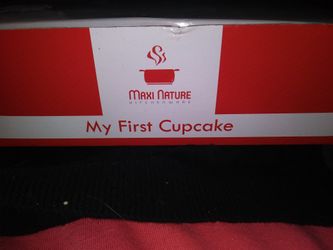 MAXI NATURE
KITCHENWARE
My First Cupcake